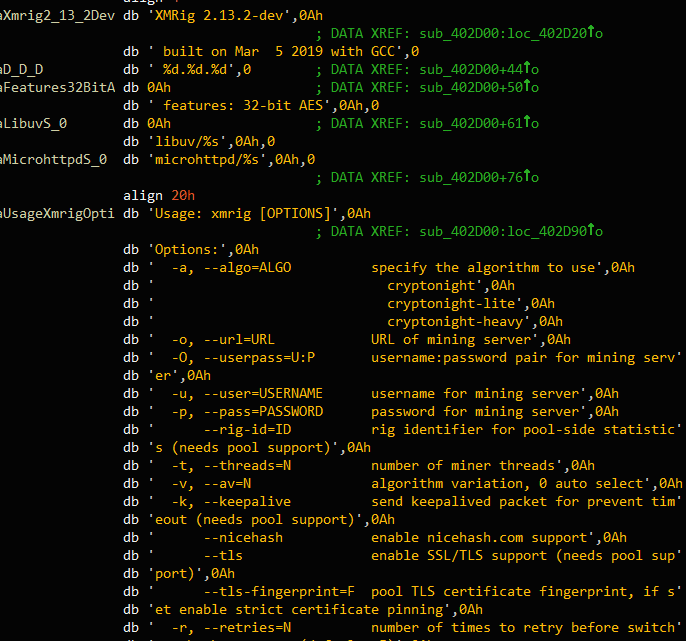 aXmrig2_13_2Dev db 'XMRig 2.13.2-dev',0Ah
; DATA XREF: sub_402D00:loc_402D20↑o
db ' built on Mar  5 2019 with GCC',0
aD_D_D db ' %d.%d.%d',0 ; DATA XREF: sub_402D00+44↑o
aFeatures32BitA db 0Ah ; DATA XREF: sub_402D00+50↑o
db ' features: 32-bit AES',0Ah,0
aLibuvS_0 db 0Ah ; DATA XREF: sub_402D00+61↑o
db 'libuv/%s',0Ah,0
aMicrohttpdS_0 db 'microhttpd/%s',0Ah,0
; DATA XREF: sub_402D00+76↑o
align 20h
aUsageXmrigOpti db 'Usage: xmrig [OPTIONS]',0Ah
; DATA XREF: sub_402D00:loc_402D90↑o
db 'Options:',0Ah
db '  -a, --algo=ALGO          specify the algorithm to use',0Ah
db '                             cryptonight',0Ah
db '                             cryptonight-lite',0Ah
db '                             cryptonight-heavy',0Ah
db '  -o, --url=URL            URL of mining server',0Ah
db '  -O, --userpass=U:P       username:password pair for mining serv'
db 'er',0Ah
db '  -u, --user=USERNAME      username for mining server',0Ah
db '  -p, --pass=PASSWORD      password for mining server',0Ah
db '      --rig-id=ID          rig identifier for pool-side statistic'
db 's (needs pool support)',0Ah
db '  -t, --threads=N          number of miner threads',0Ah
db '  -v, --av=N               algorithm variation, 0 auto select',0Ah
db '  -k, --keepalive          send keepalived packet for prevent tim'
db 'eout (needs pool support)',0Ah
db '      --nicehash           enable nicehash.com support',0Ah
db '      --tls                enable SSL/TLS support (needs pool sup'
db 'port)',0Ah
db '      --tls-fingerprint=F  pool TLS certificate fingerprint, if s'
db 'et enable strict certificate pinning',0Ah
db '  -r, --retries=N          number of times to retry before switch'